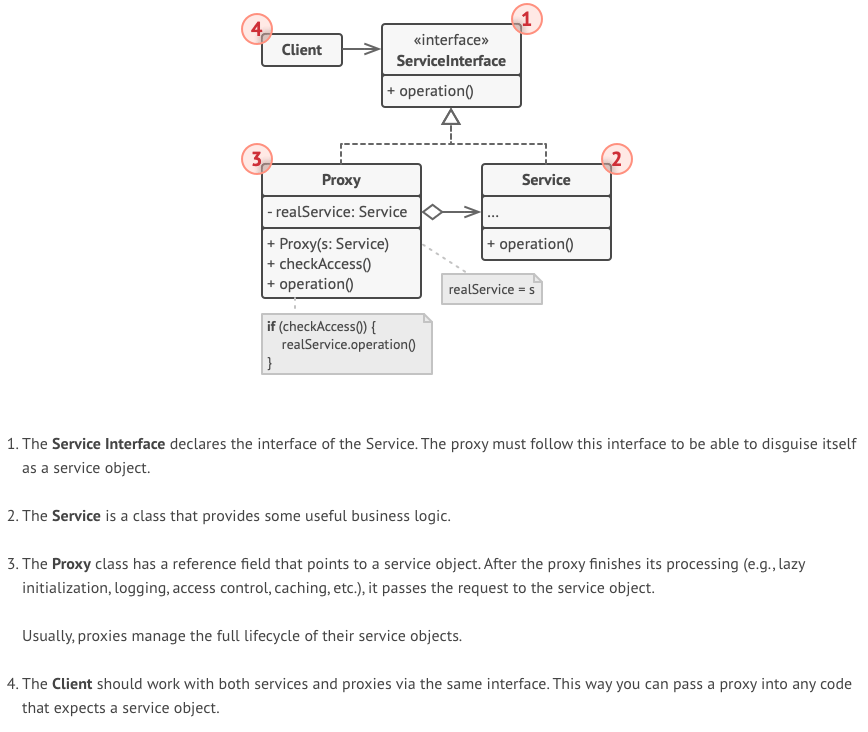 4
1
Client
«interface»
ServiceInterface
+ operation()
3
2
Proxy
Service
- realService: Service
...
+ Proxy(s: Service)
+ checkAccess()
+ operation()
+ operation()
realService = s
if (checkAccess()) {
realService.operation()
}
1. The Service Interface declares the interface of the Service. The proxy must follow this interface to be able to disguise itself
as a service object.
2. The Service is a class that provides some useful business logic.
3. The Proxy class has a reference field that points to a service object. After the proxy finishes its processing (e.g., lazy
initialization, logging, access control, caching, etc.), it passes the request to the service object.
Usually, proxies manage the full lifecycle of their service objects.
4. The Client should work with both services and proxies via the same interface. This way you can pass a proxy into any code
that expects a service object.